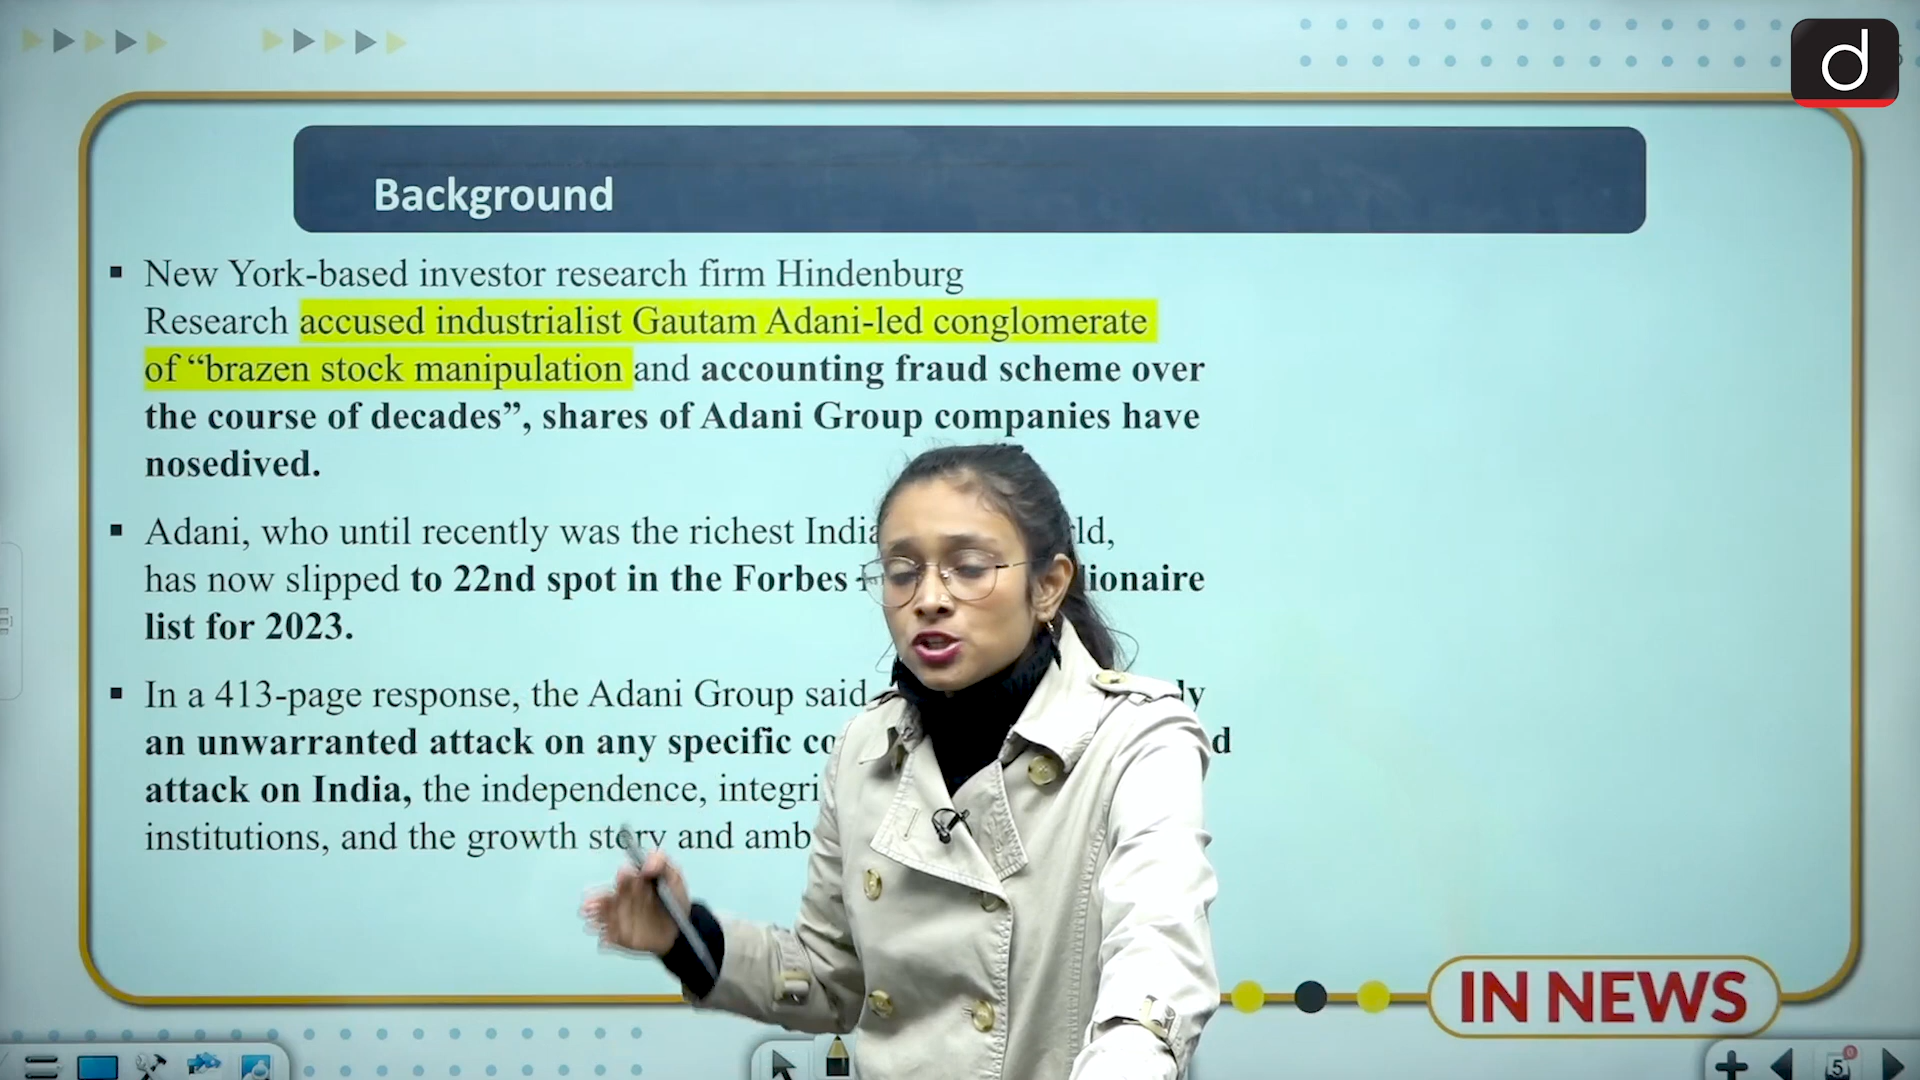 d
Background
New York-based investor research firm Hindenburg
Research accused industrialist Gautam Adani-led conglomerate
of “brazen stock manipulation and accounting fraud scheme over
the course of decades”, shares of Adani Group companies have
nosedived.
Adani, who until recently was the richest
has now slipped to 22nd spot in the Forbes
list for 2023.
In a 413-page response, the Adani Group said
an unwarranted attack on any specific
attack on India, the independence,
institutions, and the growth story and
IN NEWS
5
0